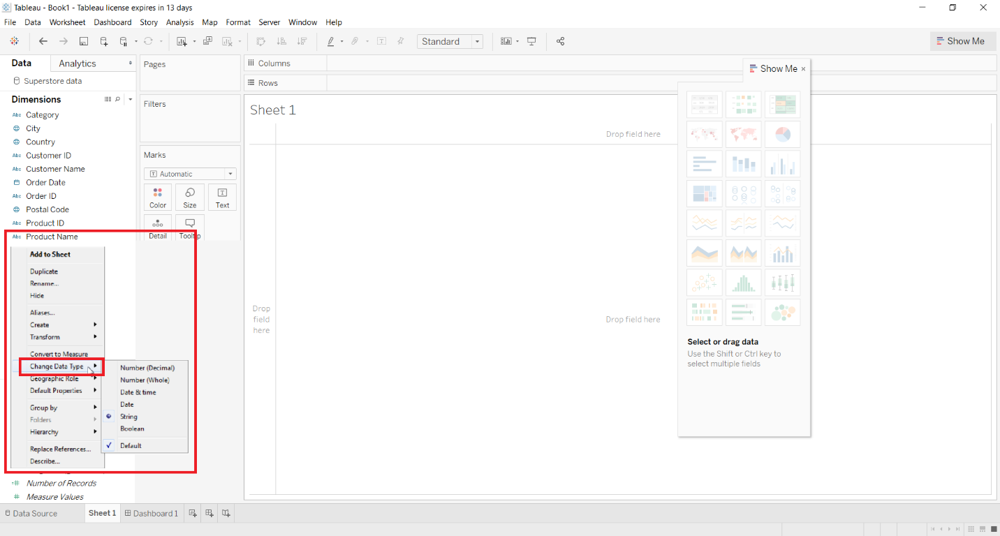 Tableau - Book1 - Tableau license expires in 13 days
File Data Worksheet Dashboard Story Analysis Map Format Server Window Help
Standard
Show Me
Data
Analytics
Superstore data
Dimensions
Abc Category
City
Country
Abc Customer ID
Abc Customer Name
Order Date
Abc Order ID
Postal Code
Abc Product ID
Abc Product Name
Add to Sheet
Duplicate
Rename...
Hide
Aliases...
Create
Transform
Convert to Measure
Change Data Type
Geographic Role
Default Properties
Group by
Folders
Hierarchy
Replace References...
Describe...
Number (Decimal)
Number (Whole)
Date & time
Date
String
Boolean
Default
=# Number of Records
# Measure Values
Pages
Filters
Marks
Automatic
Color
Size
Text
Detail
Tooltip
Columns
Rows
Sheet 1
Drop field here
Drop
field
here
Drop field here
Show Me ×
Select or drag data
Use the Shift or Ctrl key to
select multiple fields
Data Source
Sheet 1
Dashboard 1